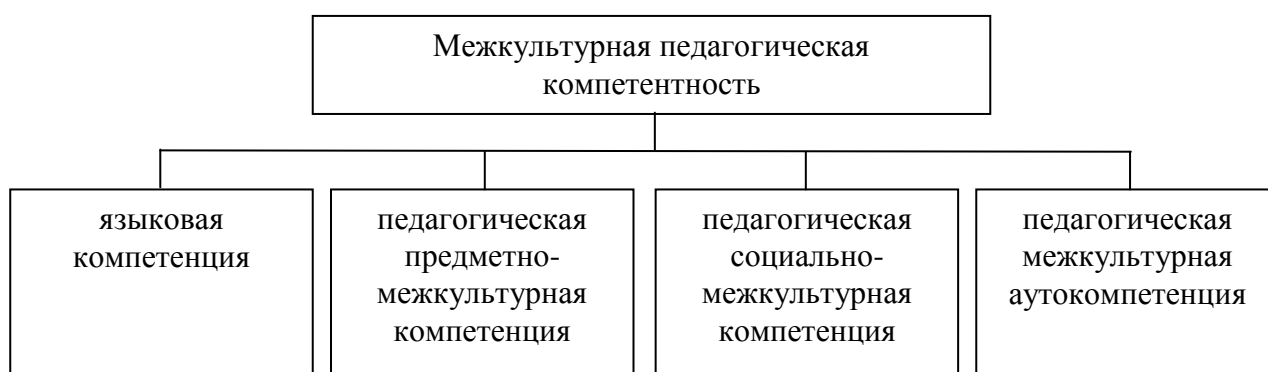 Межкультурная педагогическая
компетентность
языковая
компетенция
педагогическая
предметно-
межкультурная
компетенция
педагогическая
социально-
межкультурная
компетенция
педагогическая
межкультурная
аутокомпетенция